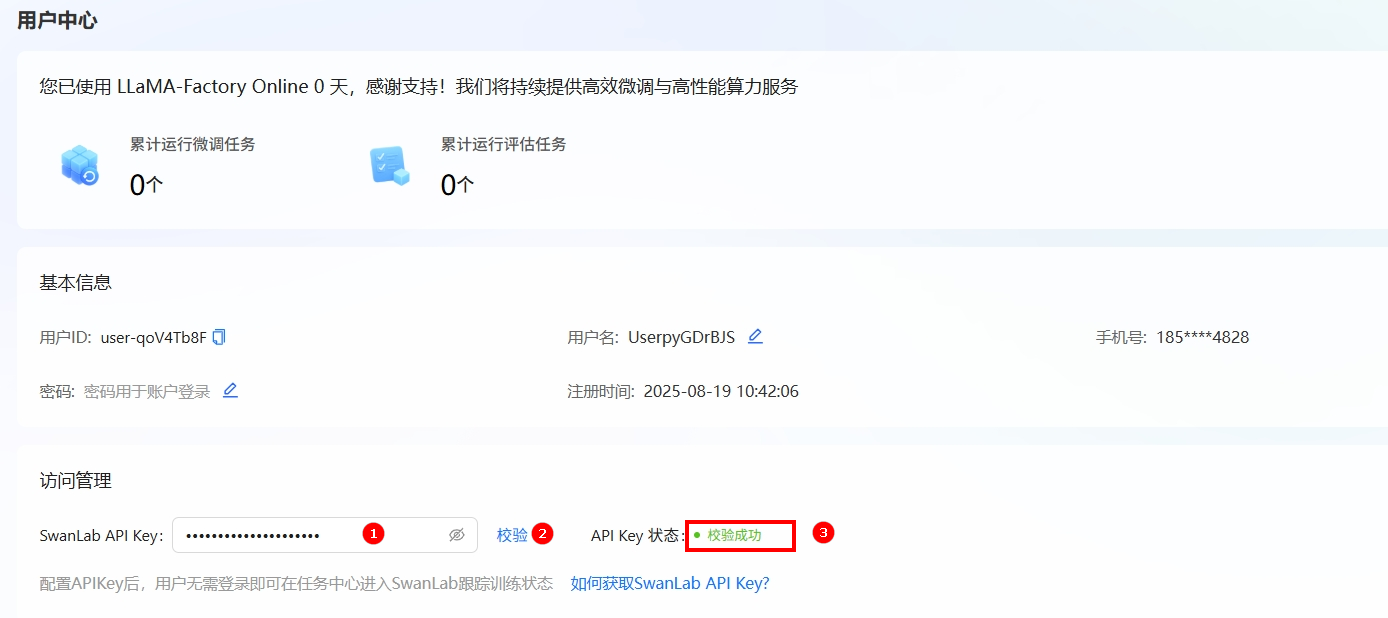 用户中心
您已使用 LLaMA-Factory Online 0 天，感谢支持！我们将持续提供高效微调与高性能算力服务
累计运行微调任务 累计运行评估任务
0个 0个
基本信息
用户ID: user-qoV4Tb8F 用户名: UserpyGDrBJS 手机号: 185****4828
密码: 密码用于账户登录 注册时间: 2025-08-19 10:42:06
访问管理
SwanLab API Key: ••••••••••••••••••••• 1 校验 2 API Key 状态: 校验成功 3
配置APIKey后，用户无需登录即可在任务中心进入SwanLab跟踪训练状态 如何获取SwanLab API Key?